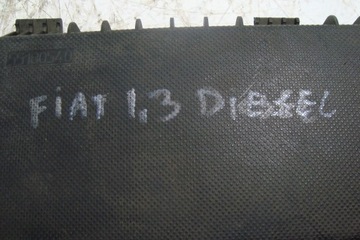 FiAT 1,3 DIESEL